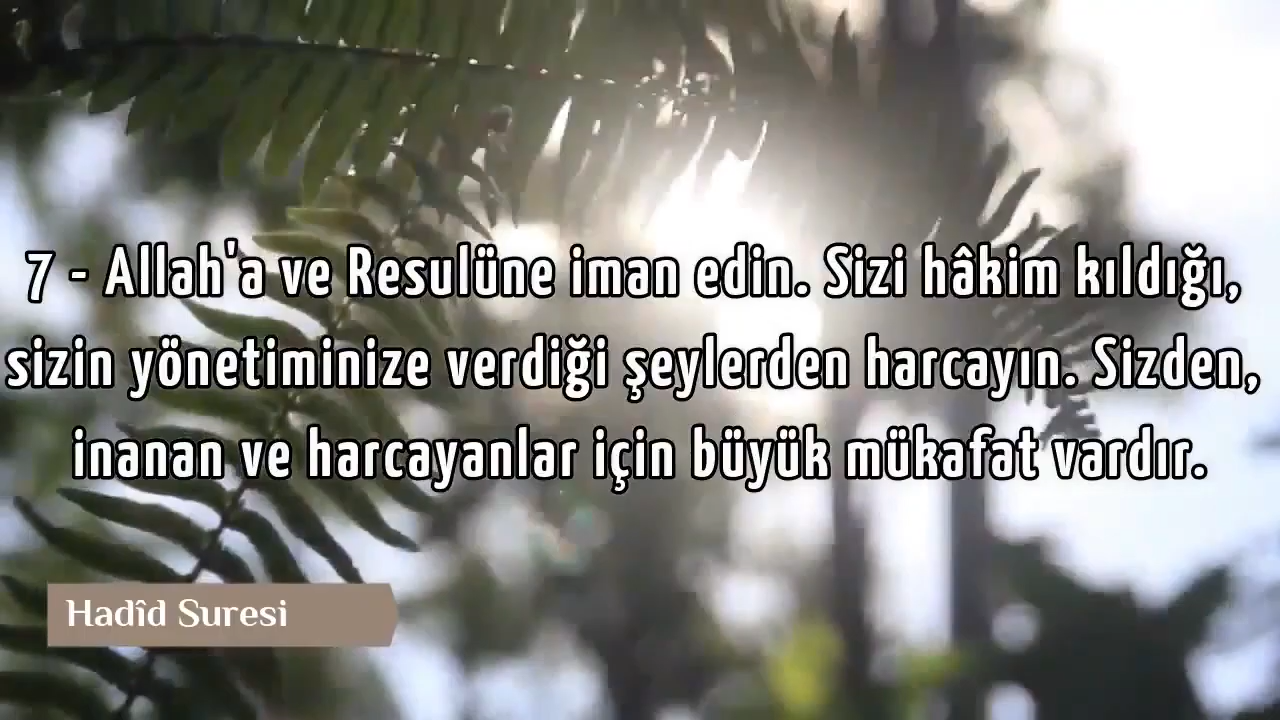 7 - Allah'a ve Resulüne iman edin. Sizi hâkim kıldığı,
sizin yönetiminize verdiği şeylerden harcayın. Sizden,
inanan ve harcayanlar için büyük mükafat vardır.
Hadîd Suresi